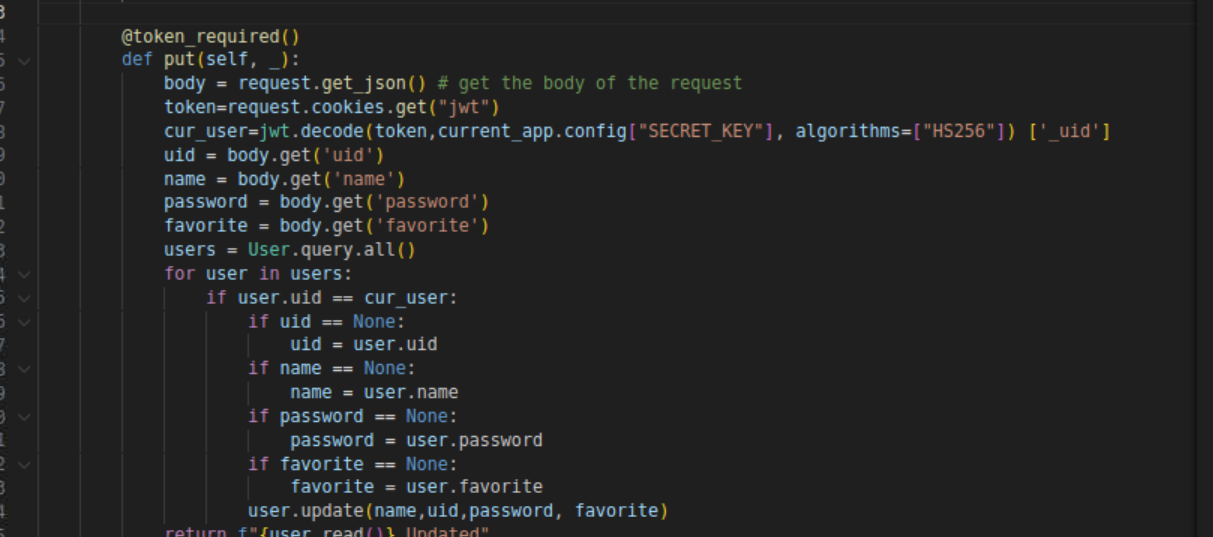 @token_required()
def put(self, _):
body = request.get_json() # get the body of the request
token=request.cookies.get("jwt")
cur_user=jwt.decode(token,current_app.config["SECRET_KEY"], algorithms=["HS256"]) ['_uid']
uid = body.get('uid')
name = body.get('name')
password = body.get('password')
favorite = body.get('favorite')
users = User.query.all()
for user in users:
if user.uid == cur_user:
if uid == None:
uid = user.uid
if name == None:
name = user.name
if password == None:
password = user.password
if favorite == None:
favorite = user.favorite
user.update(name,uid,password, favorite)
return f"{user.read()} Updated"